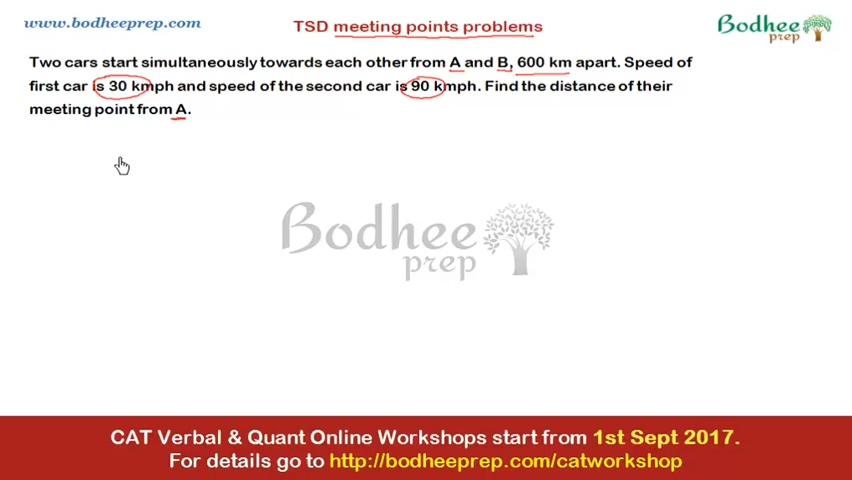 www.bodheeprep.com
TSD meeting points problems
Bodhee
prep
Two cars start simultaneously towards each other from A and B, 600 km apart. Speed of
first car is 30 kmph and speed of the second car is 90 kmph. Find the distance of their
meeting point from A.
Bodhee
prep
CAT Verbal & Quant Online Workshops start from 1st Sept 2017.
For details go to http://bodheeprep.com/catworkshop